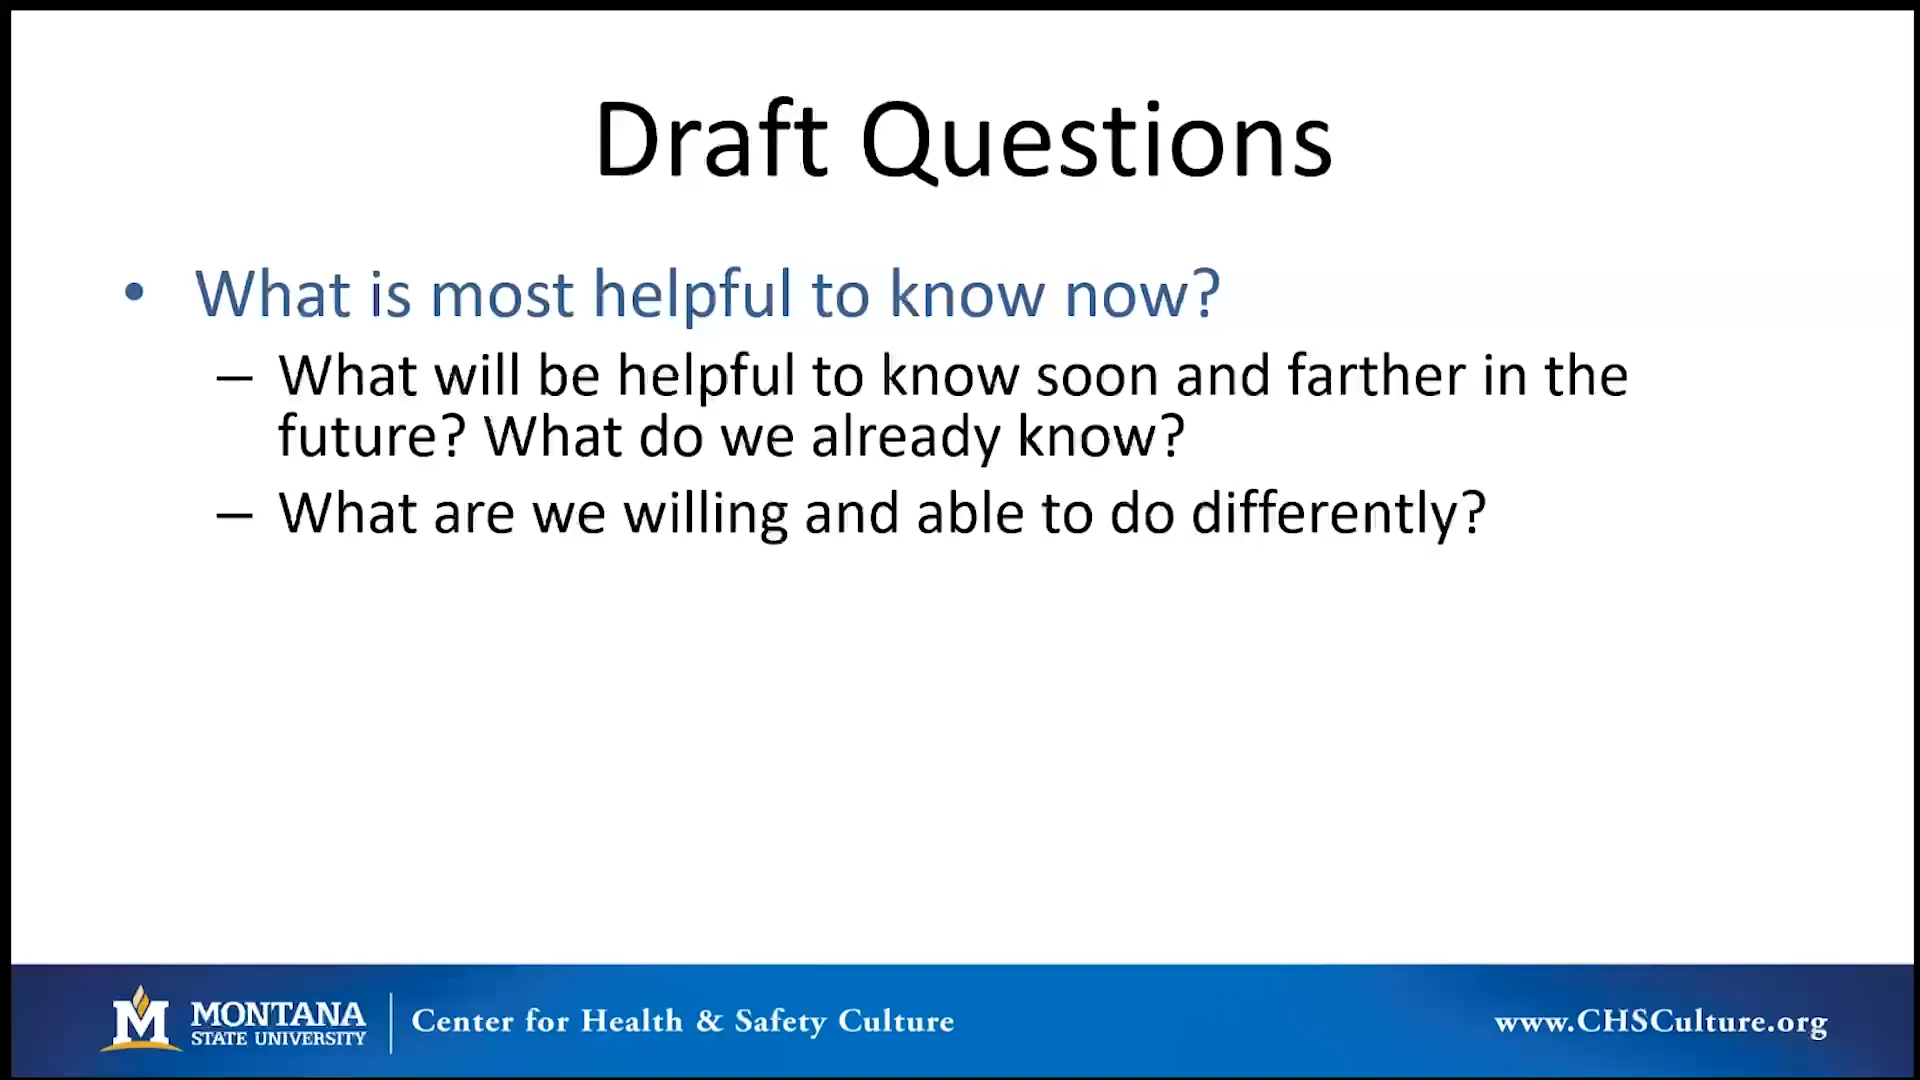 Draft Questions
• What is most helpful to know now?
– What will be helpful to know soon and farther in the
future? What do we already know?
– What are we willing and able to do differently?
M MONTANA
STATE UNIVERSITY
Center for Health & Safety Culture
www.CHSCulture.org